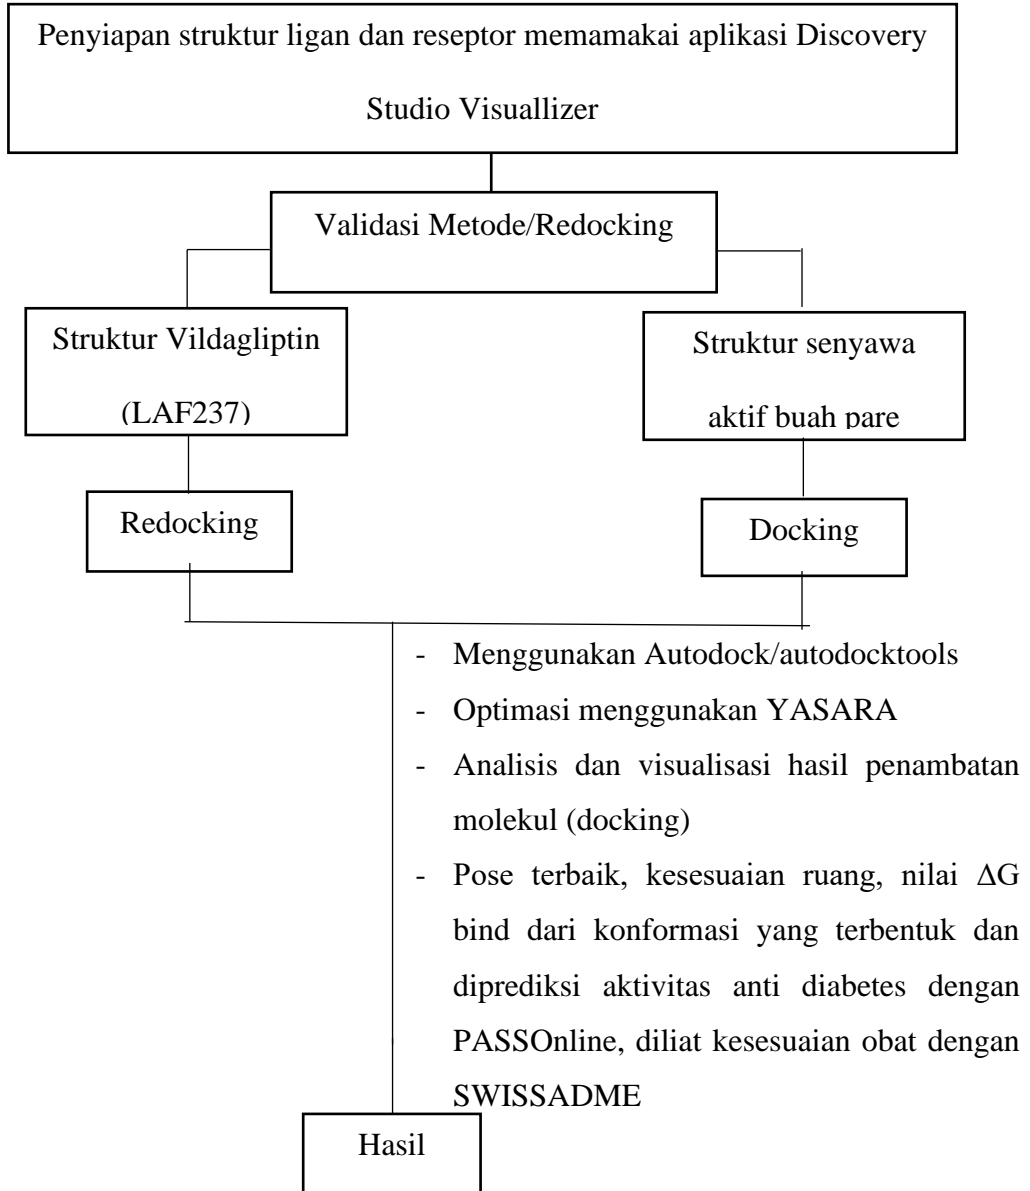 Penyiapan struktur ligan dan reseptor memamakai aplikasi Discovery
Studio Visuallizer
Validasi Metode/Redocking
Struktur Vildagliptin
(LAF237)
Struktur senyawa
aktif buah pare
Redocking
Docking
- Menggunakan Autodock/autodocktools
- Optimasi menggunakan YASARA
- Analisis dan visualisasi hasil penambatan
molekul (docking)
- Pose terbaik, kesesuaian ruang, nilai ΔG
bind dari konformasi yang terbentuk dan
diprediksi aktivitas anti diabetes dengan
PASSOnline, diliat kesesuaian obat dengan
SWISSADME
Hasil